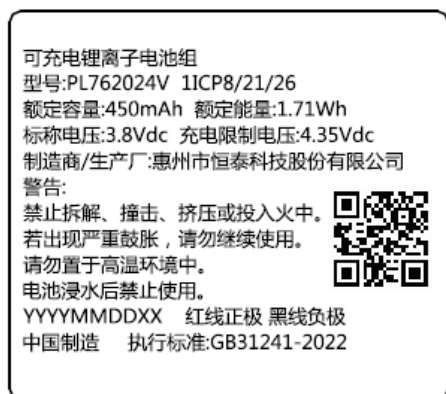 可充电锂离子电池组
型号:PL762024V 1ICP8/21/26
额定容量:450mAh 额定能量:1.71Wh
标称电压:3.8Vdc 充电限制电压:4.35Vdc
制造商/生产厂:惠州市恒泰科技股份有限公司
警告:
禁止拆解、撞击、挤压或投入火中。
若出现严重鼓胀，请勿继续使用。
请勿置于高温环境中。
电池浸水后禁止使用。
YYYYMMDDXX 红线正极 黑线负极
中国制造 执行标准:GB31241-2022